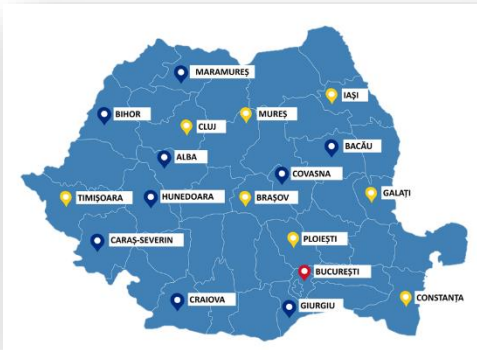 MARAMUREȘ
IAȘI
BIHOR
MUREȘ
CLUJ
BACĂU
ALBA
COVASNA
GALAȚI
TIMIȘOARA
HUNEDOARA
BRAȘOV
PLOIEȘTI
CARAȘ-SEVERIN
BUCUREȘTI
CONSTANȚA
CRAIOVA
GIURGIU